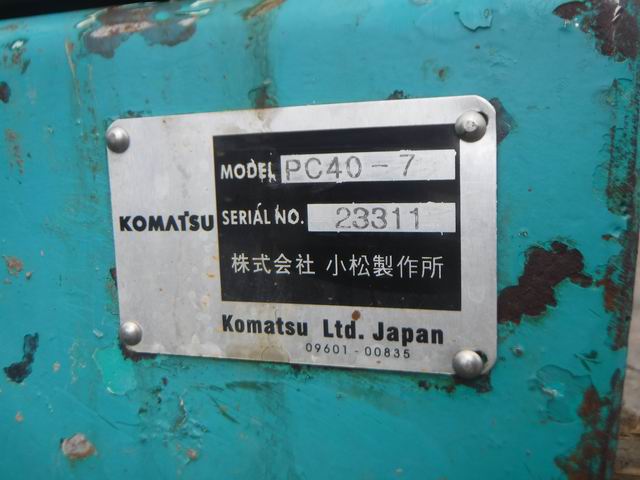 MODEL PC40-7
KOMATSU SERIAL NO. 23311
株式会社 小松製作所
Komatsu Ltd. Japan
09601-00835